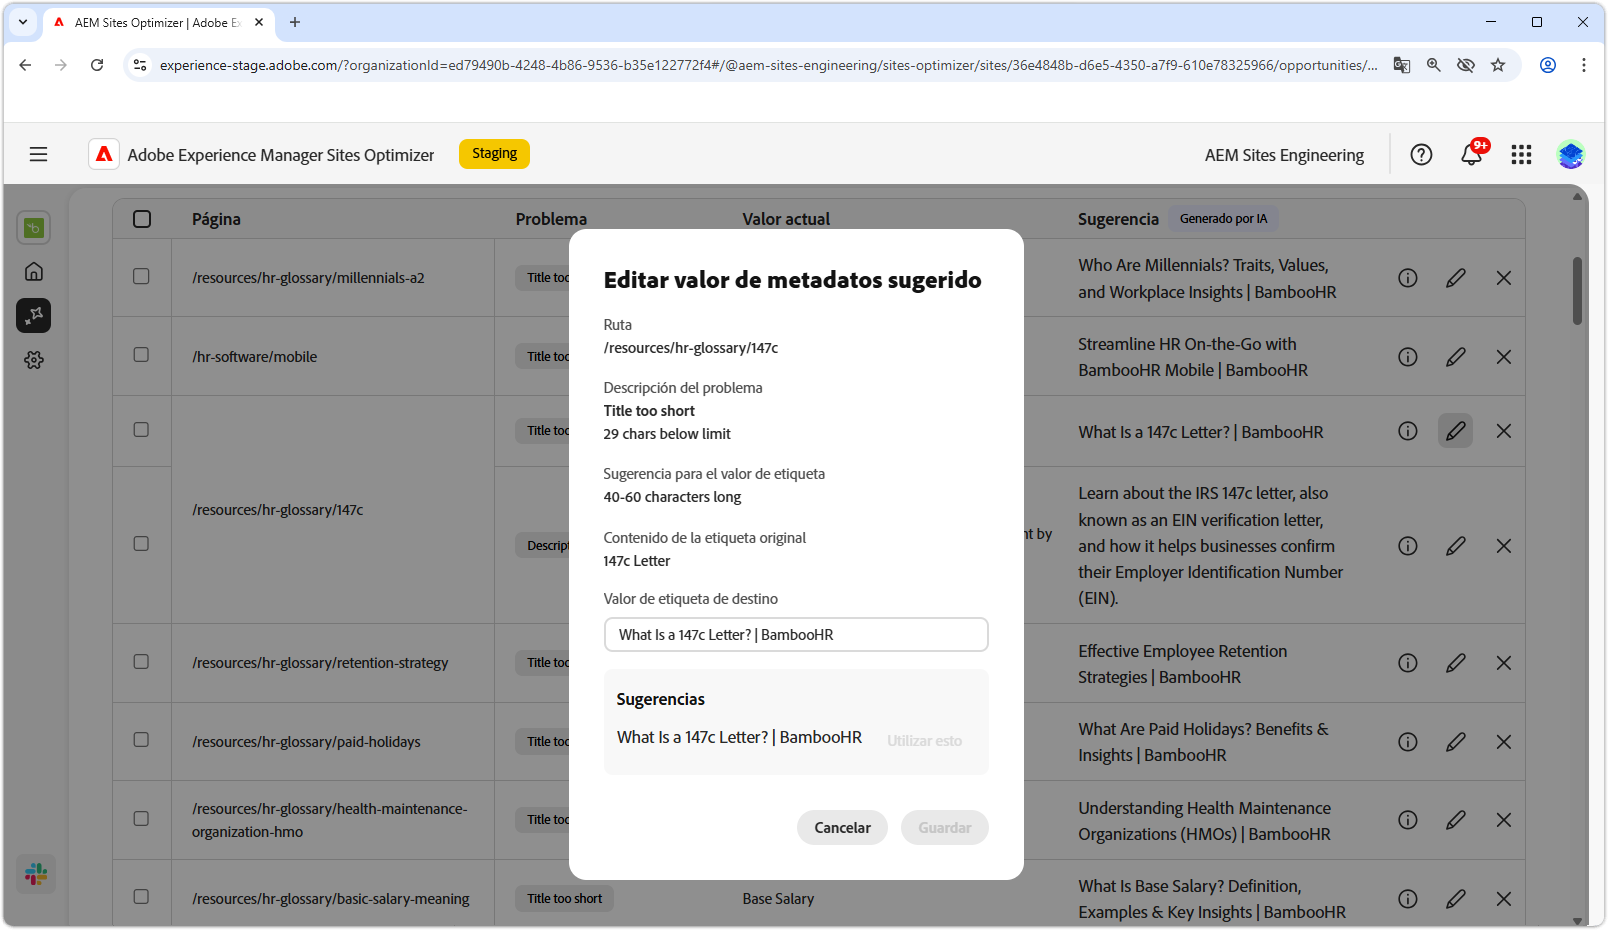 AEM Sites Optimizer | Adobe Ex
experience-stage.adobe.com/?organizationId=ed79490b-4248-4b86-9536-b35e122772f4#/@aem-sites-engineering/sites-optimizer/sites/36e4848b-d6e5-4350-a7f9-610e78325966/opportunities/...
Adobe Experience Manager Sites Optimizer
Staging
AEM Sites Engineering
9+
Página
Problema
Valor actual
Sugerencia
Generado por IA
/resources/hr-glossary/millennials-a2
Title too
Who Are Millennials? Traits, Values,
and Workplace Insights | BambooHR
/hr-software/mobile
Title too
Streamline HR On-the-Go with
BambooHR Mobile | BambooHR
/resources/hr-glossary/147c
Title too
What Is a 147c Letter? | BambooHR
Descript
nt by
Learn about the IRS 147c letter, also
known as an EIN verification letter,
and how it helps businesses confirm
their Employer Identification Number
(EIN).
/resources/hr-glossary/retention-strategy
Title too
Effective Employee Retention
Strategies | BambooHR
/resources/hr-glossary/paid-holidays
Title too
What Are Paid Holidays? Benefits &
Insights | BambooHR
/resources/hr-glossary/health-maintenance-
organization-hmo
Title too
Understanding Health Maintenance
Organizations (HMOs) | BambooHR
/resources/hr-glossary/basic-salary-meaning
Title too short
Base Salary
What Is Base Salary? Definition,
Examples & Key Insights | BambooHR
Editar valor de metadatos sugerido
Ruta
/resources/hr-glossary/147c
Descripción del problema
Title too short
29 chars below limit
Sugerencia para el valor de etiqueta
40-60 characters long
Contenido de la etiqueta original
147c Letter
Valor de etiqueta de destino
What Is a 147c Letter? | BambooHR
Sugerencias
What Is a 147c Letter? | BambooHR
Utilizar esto
Cancelar
Guardar